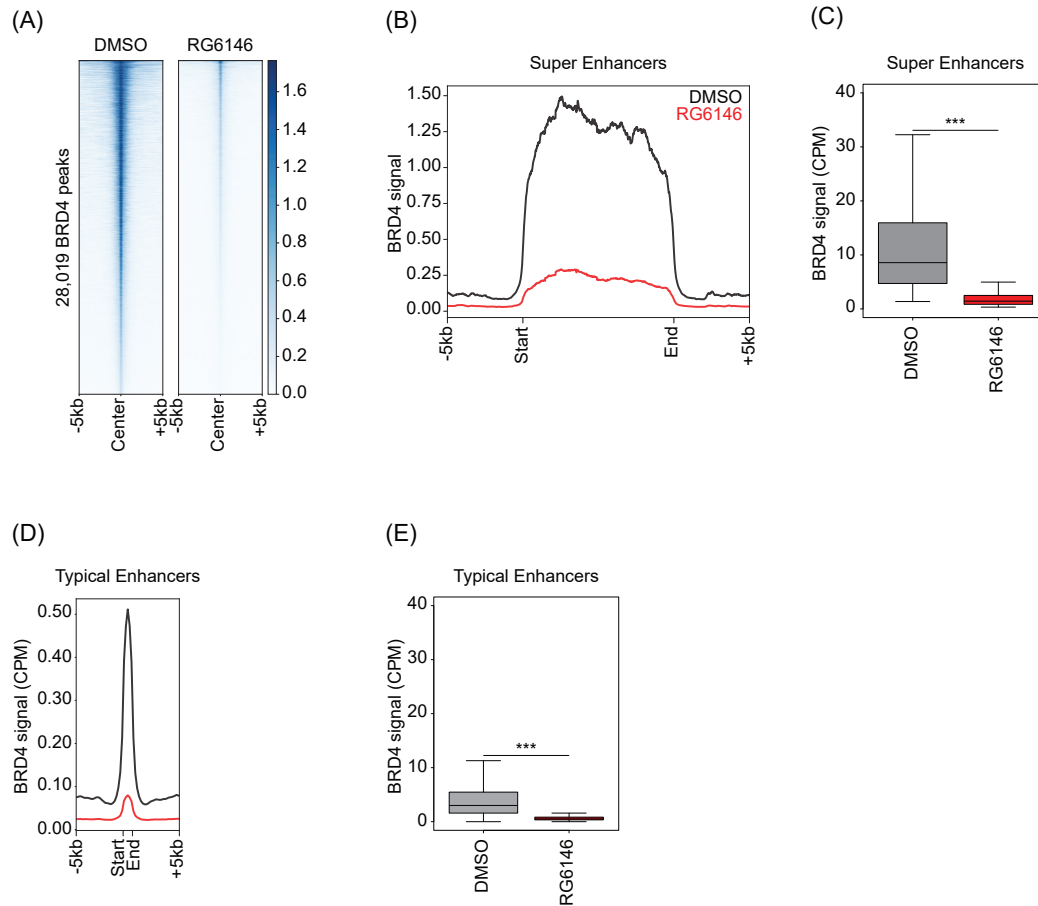 (A)
DMSO
RG6146
28,019 BRD4 peaks
1.6
1.4
1.2
1.0
0.8
0.6
0.4
0.2
0.0
-5kb
Center
+5kb
-5kb
Center
+5kb
(B)
Super Enhancers
DMSO
RG6146
BRD4 signal
1.50
1.25
1.00
0.75
0.50
0.25
0.00
-5kb
Start
End
+5kb
(C)
Super Enhancers
BRD4 signal (CPM)
40
30
20
10
0
***
DMSO
RG6146
(D)
Typical Enhancers
BRD4 signal (CPM)
0.50
0.40
0.30
0.20
0.10
0.00
-5kb
Start
End
+5kb
(E)
Typical Enhancers
BRD4 signal (CPM)
40
30
20
10
0
***
DMSO
RG6146